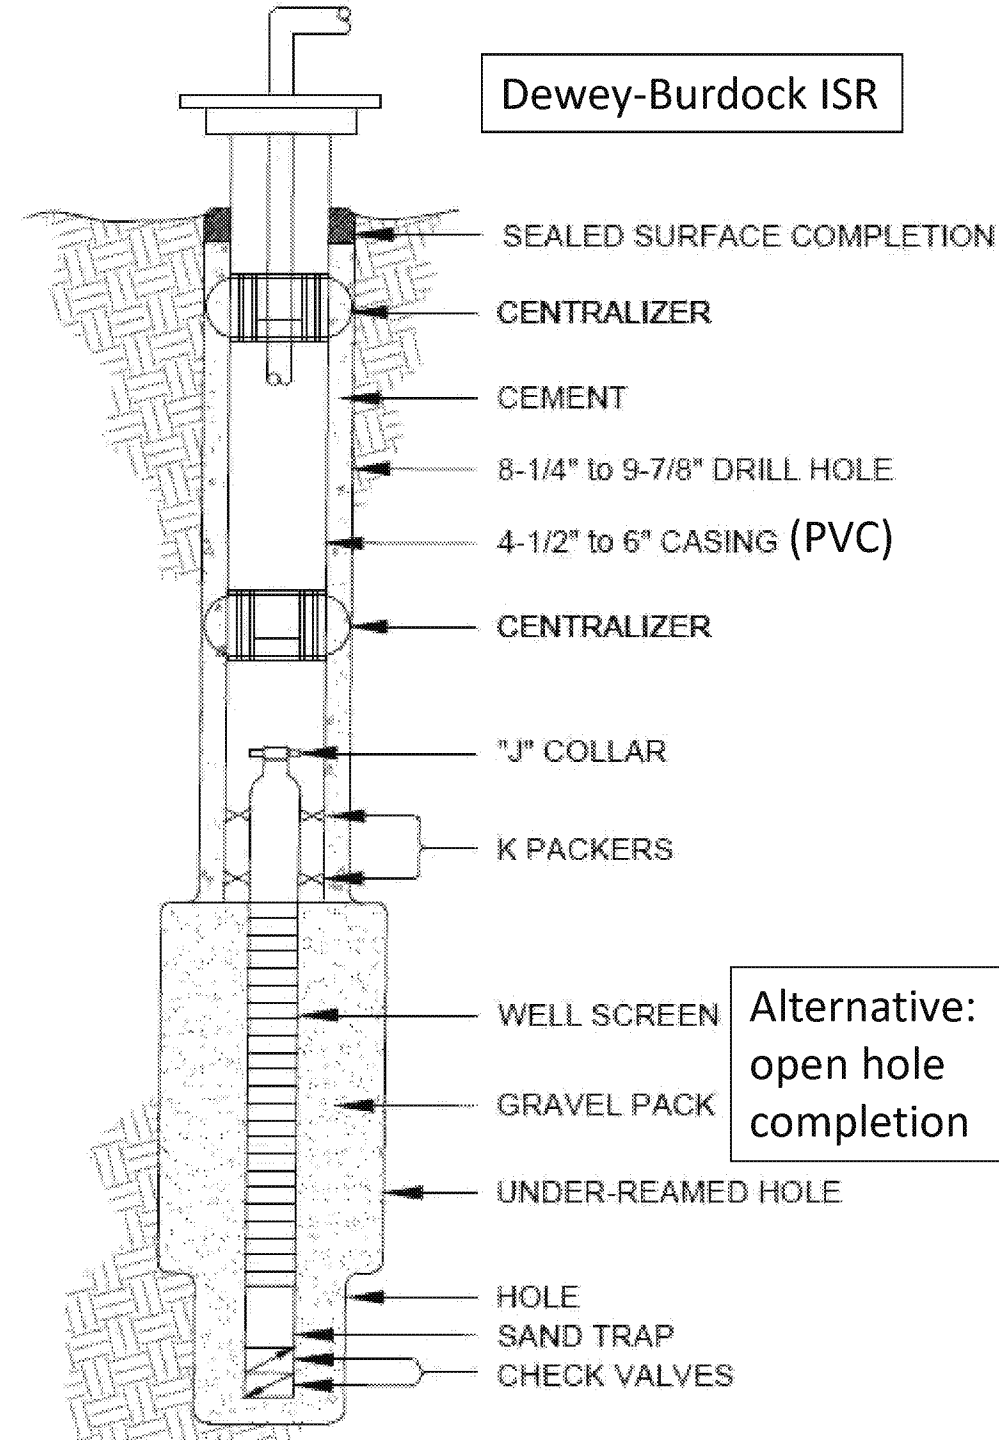 Dewey-Burdock ISR
SEALED SURFACE COMPLETION
CENTRALIZER
CEMENT
8-1/4" to 9-7/8" DRILL HOLE
4-1/2" to 6" CASING (PVC)
CENTRALIZER
"J" COLLAR
K PACKERS
WELL SCREEN
Alternative:
open hole
completion
GRAVEL PACK
UNDER-REAMED HOLE
HOLE
SAND TRAP
CHECK VALVES